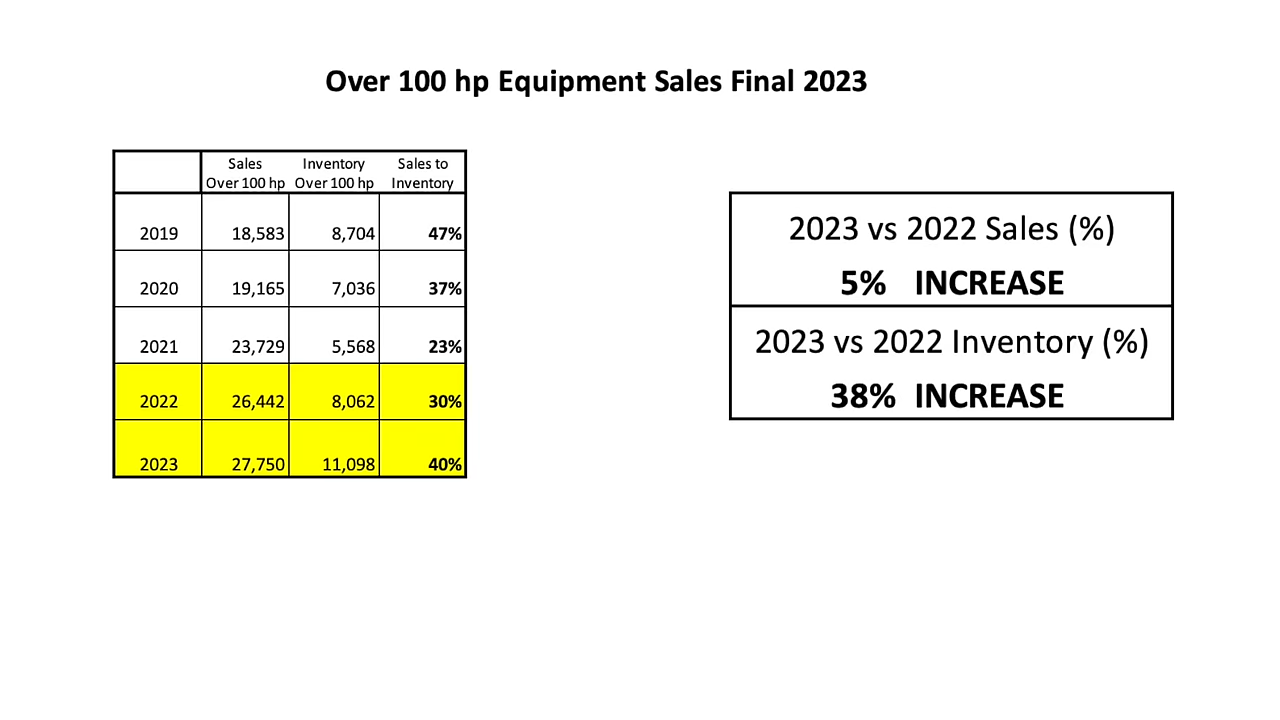 Over 100 hp Equipment Sales Final 2023
Sales Inventory Sales to
Over 100 hp Over 100 hp Inventory
2019 18,583 8,704 47%
2020 19,165 7,036 37%
2021 23,729 5,568 23%
2022 26,442 8,062 30%
2023 27,750 11,098 40%
2023 vs 2022 Sales (%)
5% INCREASE
2023 vs 2022 Inventory (%)
38% INCREASE